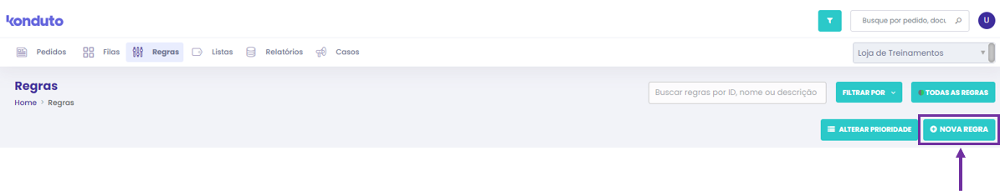 konduto
Busque por pedido, docu
U
Pedidos Filas Regras Listas Relatórios Casos
Loja de Treinamentos
Regras
Home > Regras
Buscar regras por ID, nome ou descrição
FILTRAR POR
TODAS AS REGRAS
ALTERAR PRIORIDADE
NOVA REGRA